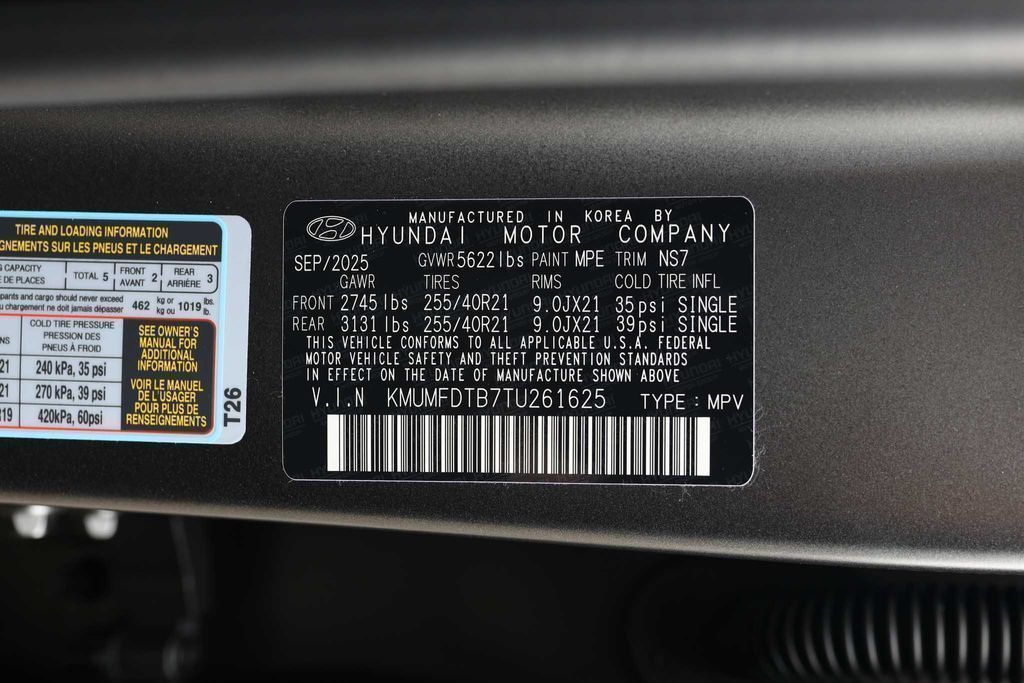 TIRE AND LOADING INFORMATION
GNEMENTS SUR LES PNEUS ET LE CHARGEMENT
CAPACITY
DE PLACES
TOTAL 5
FRONT
AVANT 2
REAR
ARRIÈRE 3
pants and cargo should never exceed
chargement ne doit jamais dépasser
462 kg or kg ou 1019 lbs. lb.
COLD TIRE PRESSURE
PRESSION DES
PNEUS À FROID
21 240 kPa, 35 psi
21 270 kPa, 39 psi
R19 420kPa, 60psi
SEE OWNER'S
MANUAL FOR
ADDITIONAL
INFORMATION
VOIR LE MANUEL
DE L'USAGER
POUR PLUS DE
RENSEIGNEMENTS
T26
MANUFACTURED IN KOREA BY
HYUNDAI MOTOR COMPANY
SEP/2025 GVWR 5622 lbs PAINT MPE TRIM NS7
GAWR TIRES RIMS COLD TIRE INFL
FRONT 2745 lbs 255/40R21 9.0JX21 35psi SINGLE
REAR 3131 lbs 255/40R21 9.0JX21 39psi SINGLE
THIS VEHICLE CONFORMS TO ALL APPLICABLE U.S.A. FEDERAL
MOTOR VEHICLE SAFETY AND THEFT PREVENTION STANDARDS
IN EFFECT ON THE DATE OF MANUFACTURE SHOWN ABOVE
V.I.N KMUMFDTB7TU261625 TYPE : MPV